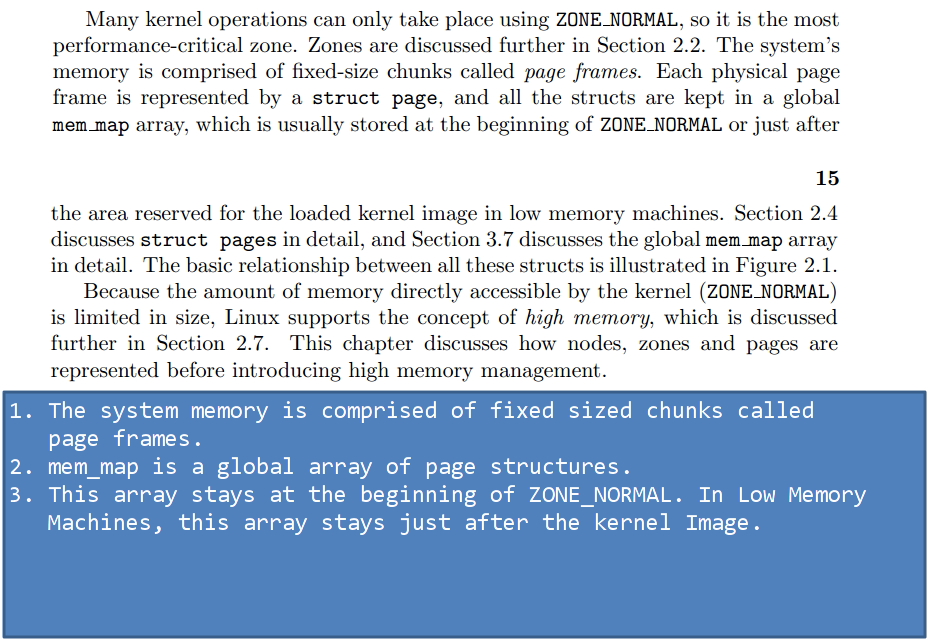 Many kernel operations can only take place using ZONE_NORMAL, so it is the most
performance-critical zone. Zones are discussed further in Section 2.2. The system's
memory is comprised of fixed-size chunks called page frames. Each physical page
frame is represented by a struct page, and all the structs are kept in a global
mem_map array, which is usually stored at the beginning of ZONE_NORMAL or just after
15
the area reserved for the loaded kernel image in low memory machines. Section 2.4
discusses struct pages in detail, and Section 3.7 discusses the global mem_map array
in detail. The basic relationship between all these structs is illustrated in Figure 2.1.
Because the amount of memory directly accessible by the kernel (ZONE_NORMAL)
is limited in size, Linux supports the concept of high memory, which is discussed
further in Section 2.7. This chapter discusses how nodes, zones and pages are
represented before introducing high memory management.
1. The system memory is comprised of fixed sized chunks called
page frames.
2. mem_map is a global array of page structures.
3. This array stays at the beginning of ZONE_NORMAL. In Low Memory
Machines, this array stays just after the kernel Image.